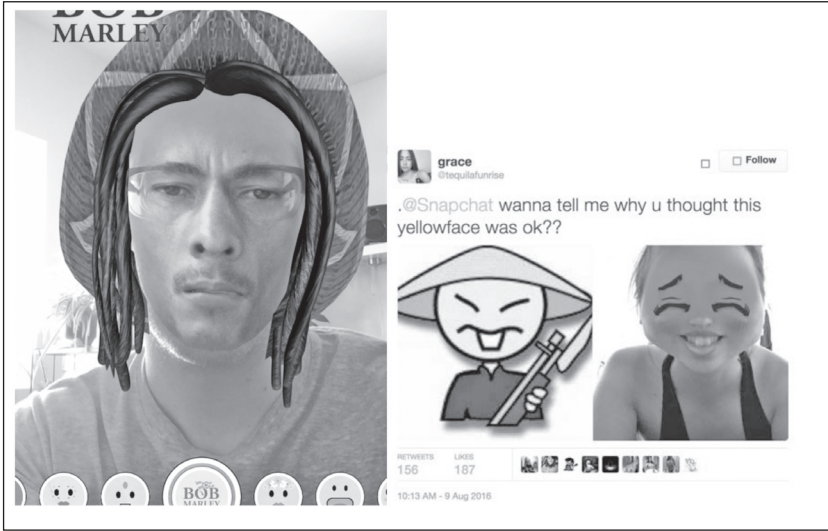 BOB
MARLEY
BOB
MARLEY
grace
@tequilafunrise
Follow
.@Snapchat wanna tell me why u thought this
yellowface was ok??
RETWEETS LIKES
156 187
10:13 AM - 9 Aug 2016